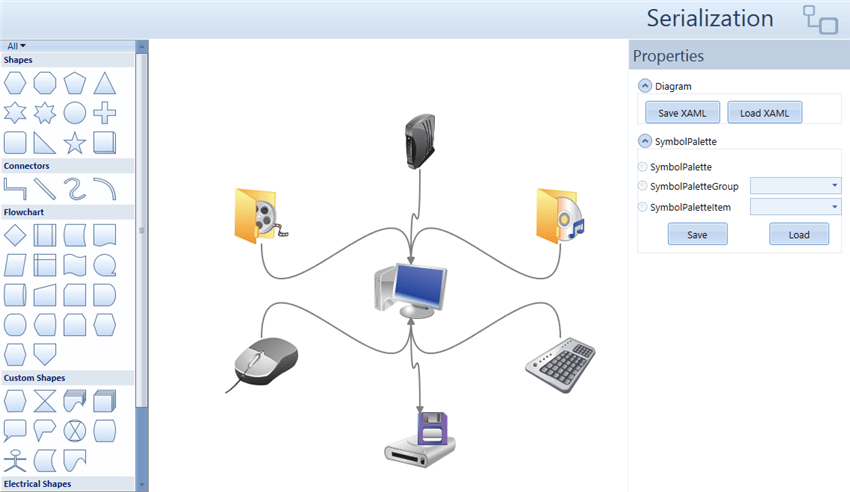 Serialization
All
Shapes
Connectors
Flowchart
Custom Shapes
Electrical Shapes
Properties
Diagram
Save XAML Load XAML
SymbolPalette
SymbolPalette
SymbolPaletteGroup
SymbolPaletteItem
Save Load